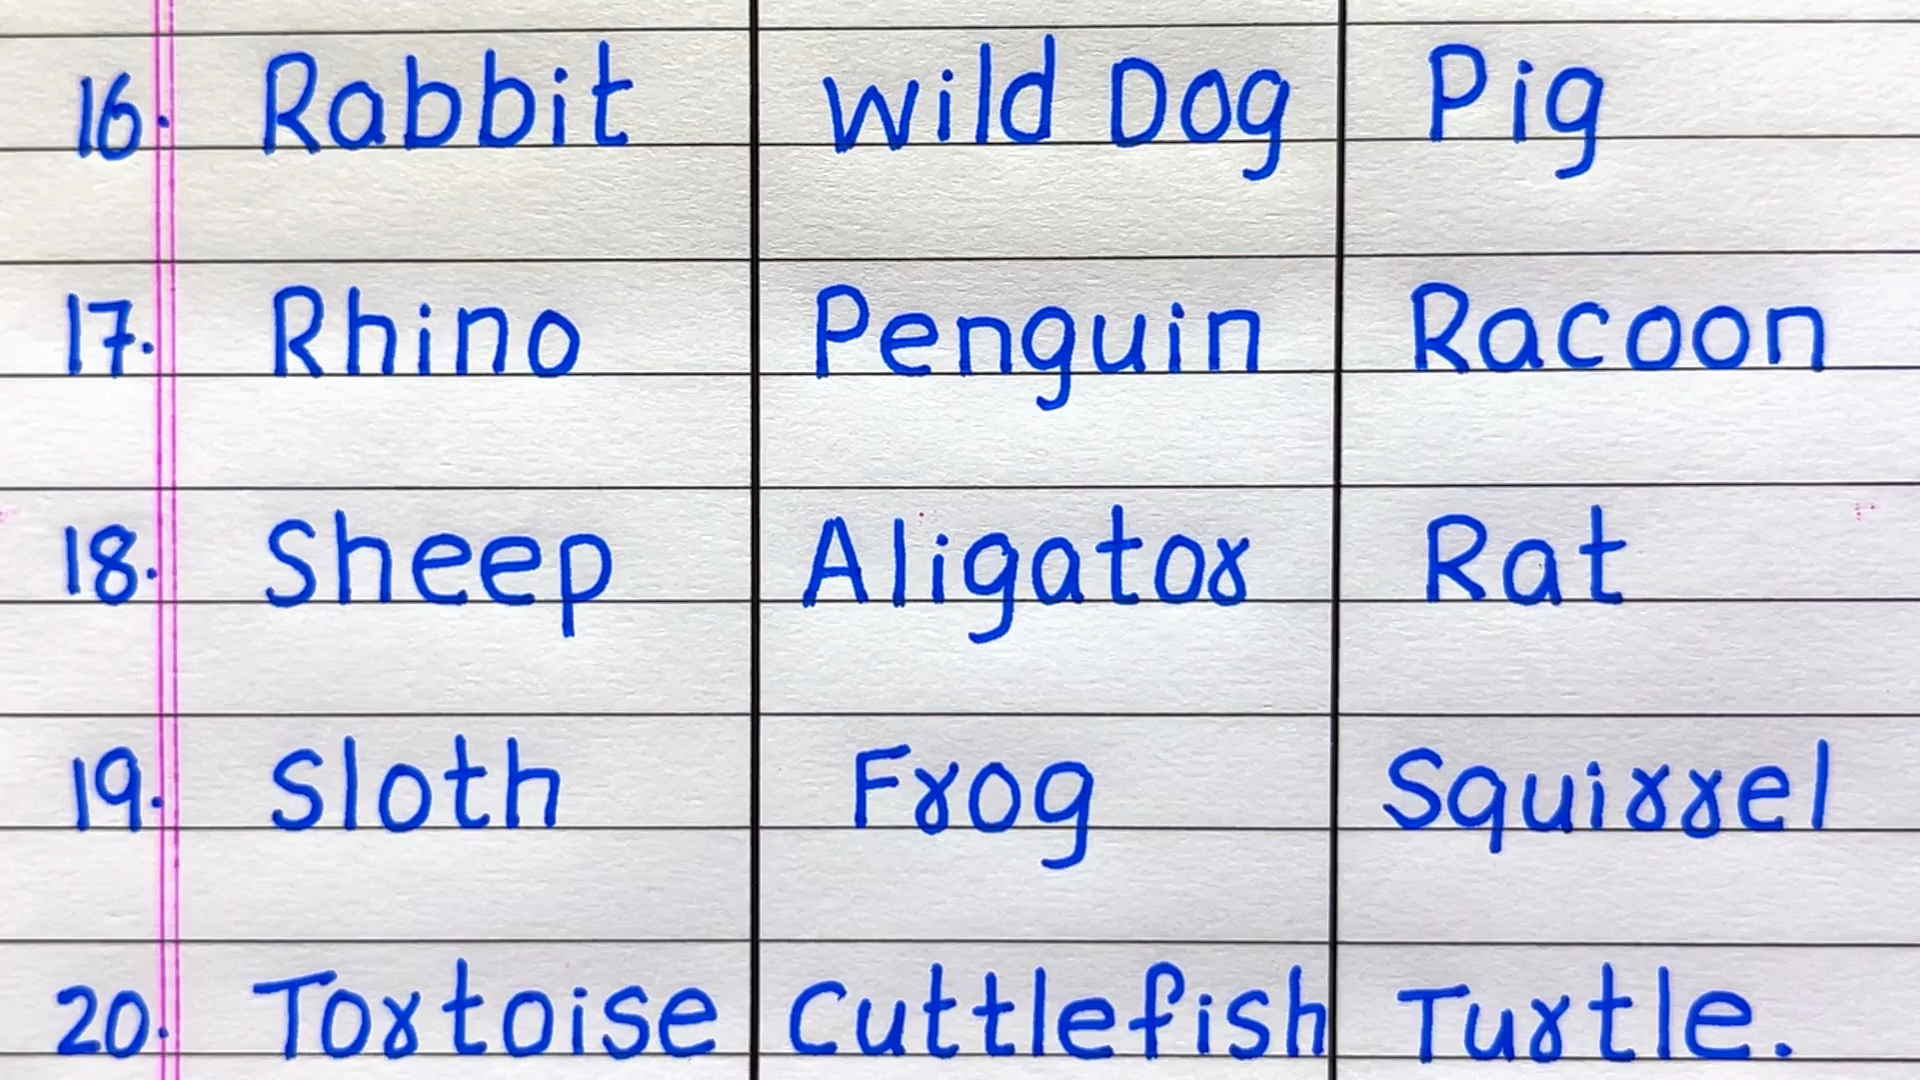 16. Rabbit Wild Dog Pig
17. Rhino Penguin Racoon
18. Sheep Aligator Rat
19. Sloth Frog Squirrel
20. Tortoise Cuttlefish Turtle.